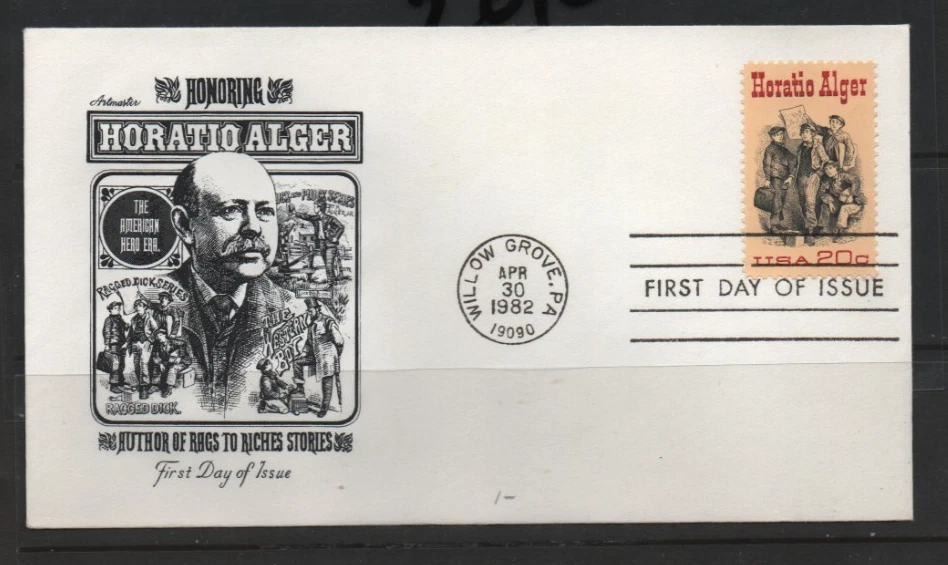 Artmaster
HONORING
HORATIO ALGER
THE
AMERICAN
HERO ERA.
RAGGED DICK SERIES
RAGGED DICK.
THE
WESTERN
BOY.
AUTHOR OF RAGS TO RICHES STORIES
First Day of Issue
WILLOW GROVE, PA
APR
30
1982
19090
Horatio Alger
USA 20c
FIRST DAY OF ISSUE
1-